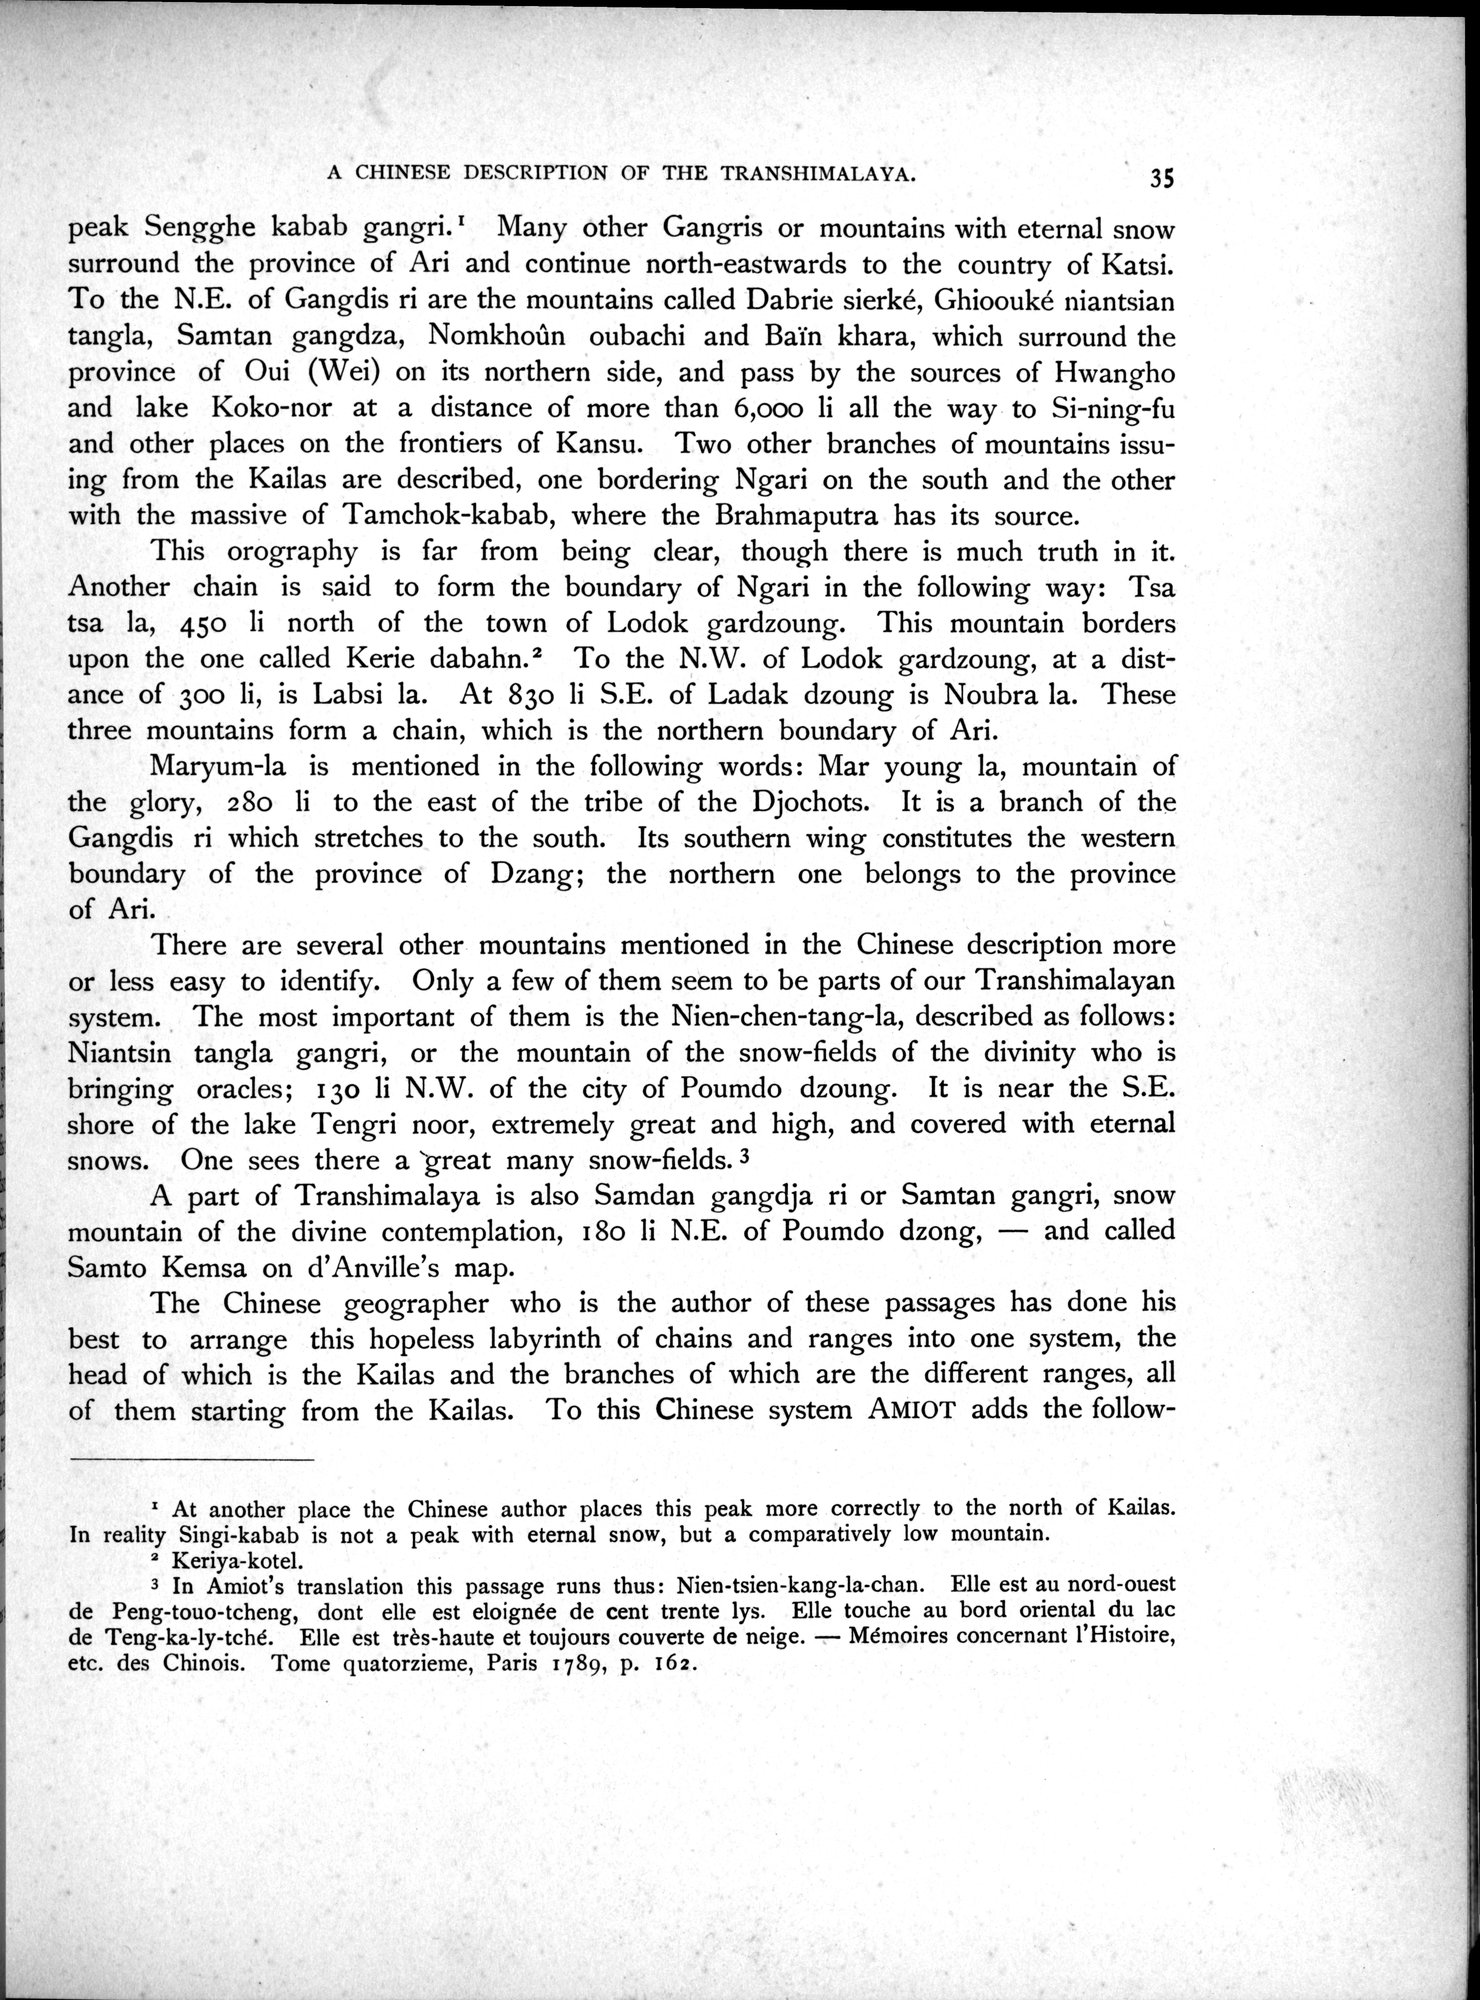 A CHINESE DESCRIPTION OF THE TRANSHIMALAYA. 35
peak Sengghe kabab gangri.¹ Many other Gangris or mountains with eternal snow
surround the province of Ari and continue north-eastwards to the country of Katsi.
To the N.E. of Gangdis ri are the mountains called Dabrie sierké, Ghioouké niantsian
tangla, Samtan gangdza, Nomkhoûn oubachi and Baïn khara, which surround the
province of Oui (Wei) on its northern side, and pass by the sources of Hwangho
and lake Koko-nor at a distance of more than 6,000 li all the way to Si-ning-fu
and other places on the frontiers of Kansu. Two other branches of mountains issu-
ing from the Kailas are described, one bordering Ngari on the south and the other
with the massive of Tamchok-kabab, where the Brahmaputra has its source.
This orography is far from being clear, though there is much truth in it.
Another chain is said to form the boundary of Ngari in the following way: Tsa
tsa la, 450 li north of the town of Lodok gardzoung. This mountain borders
upon the one called Kerie dabahn.² To the N.W. of Lodok gardzoung, at a dist-
ance of 300 li, is Labsi la. At 830 li S.E. of Ladak dzoung is Noubra la. These
three mountains form a chain, which is the northern boundary of Ari.
Maryum-la is mentioned in the following words: Mar young la, mountain of
the glory, 280 li to the east of the tribe of the Djochots. It is a branch of the
Gangdis ri which stretches to the south. Its southern wing constitutes the western
boundary of the province of Dzang; the northern one belongs to the province
of Ari.
There are several other mountains mentioned in the Chinese description more
or less easy to identify. Only a few of them seem to be parts of our Transhimalayan
system. The most important of them is the Nien-chen-tang-la, described as follows:
Niantsin tangla gangri, or the mountain of the snow-fields of the divinity who is
bringing oracles; 130 li N.W. of the city of Poumdo dzoung. It is near the S.E.
shore of the lake Tengri noor, extremely great and high, and covered with eternal
snows. One sees there a great many snow-fields.³
A part of Transhimalaya is also Samdan gangdja ri or Samtan gangri, snow
mountain of the divine contemplation, 180 li N.E. of Poumdo dzong, — and called
Samto Kemsa on d'Anville's map.
The Chinese geographer who is the author of these passages has done his
best to arrange this hopeless labyrinth of chains and ranges into one system, the
head of which is the Kailas and the branches of which are the different ranges, all
of them starting from the Kailas. To this Chinese system AMIOT adds the follow-
¹ At another place the Chinese author places this peak more correctly to the north of Kailas.
In reality Singi-kabab is not a peak with eternal snow, but a comparatively low mountain.
² Keriya-kotel.
³ In Amiot's translation this passage runs thus: Nien-tsien-kang-la-chan. Elle est au nord-ouest
de Peng-touo-tcheng, dont elle est eloignée de cent trente lys. Elle touche au bord oriental du lac
de Teng-ka-ly-tché. Elle est très-haute et toujours couverte de neige. — Mémoires concernant l'Histoire,
etc. des Chinois. Tome quatorzieme, Paris 1789, p. 162.